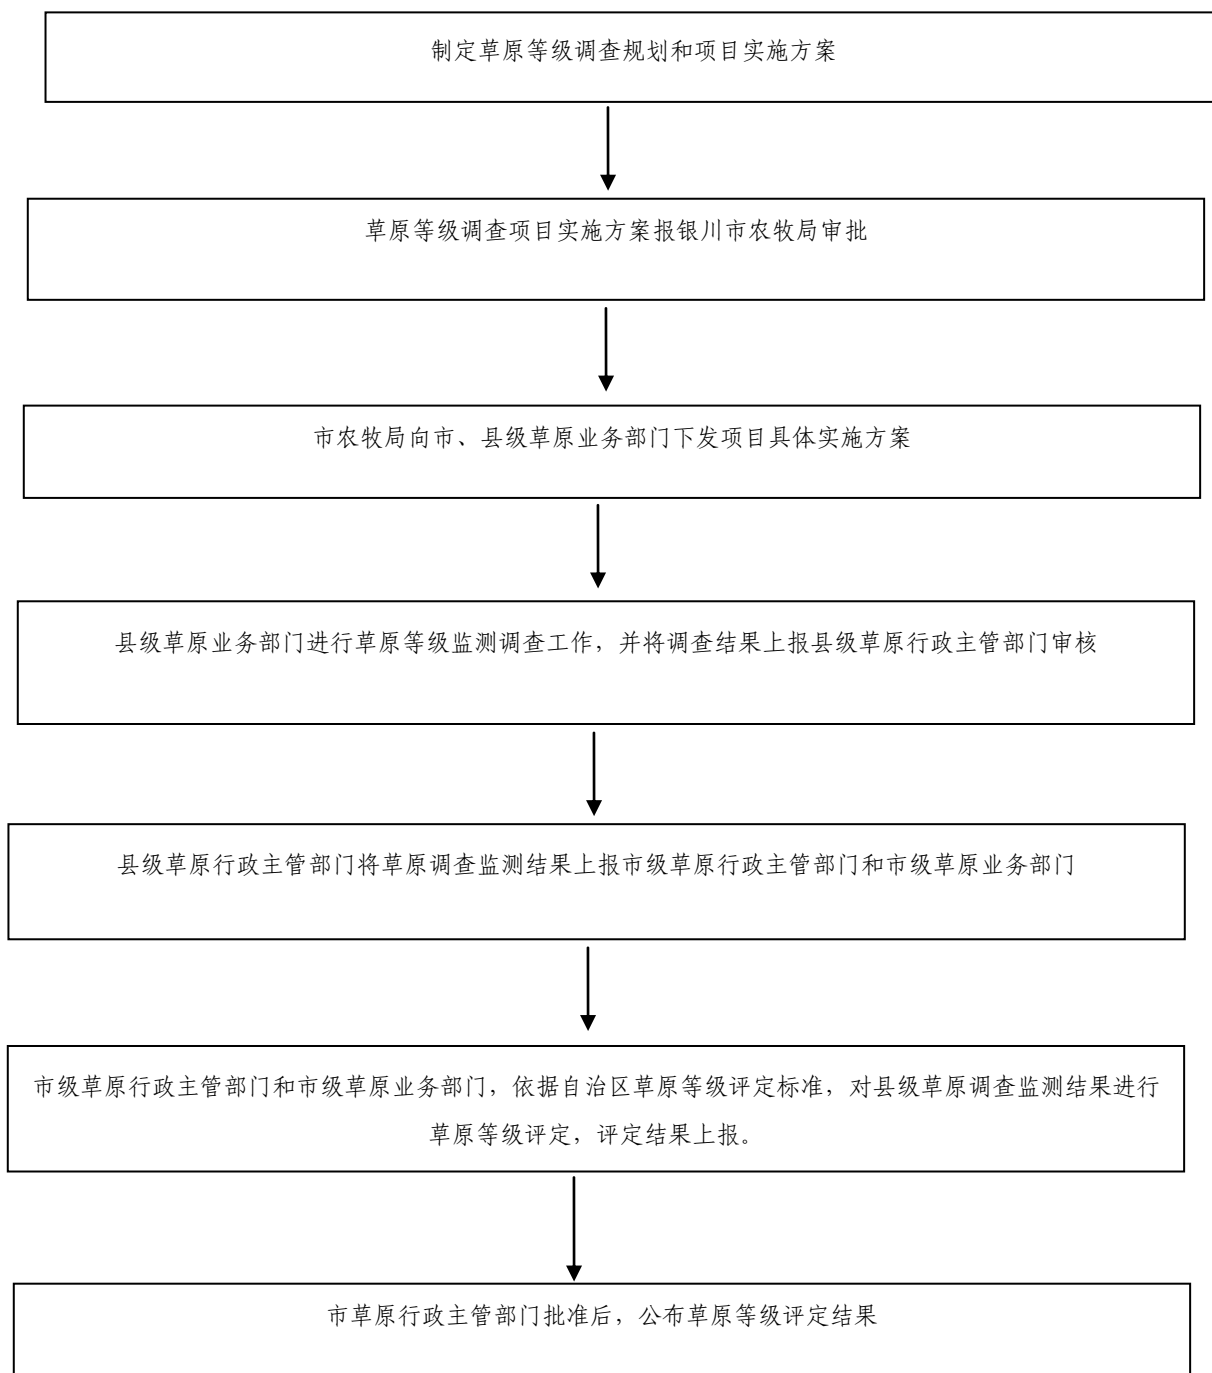 制定草原等级调查规划和项目实施方案
草原等级调查项目实施方案报银川市农牧局审批
市农牧局向市、县级草原业务部门下发项目具体实施方案
县级草原业务部门进行草原等级监测调查工作，并将调查结果上报县级草原行政主管部门审核
县级草原行政主管部门将草原调查监测结果上报市级草原行政主管部门和市级草原业务部门
市级草原行政主管部门和市级草原业务部门，依据自治区草原等级评定标准，对县级草原调查监测结果进行
草原等级评定，评定结果上报。
市草原行政主管部门批准后，公布草原等级评定结果